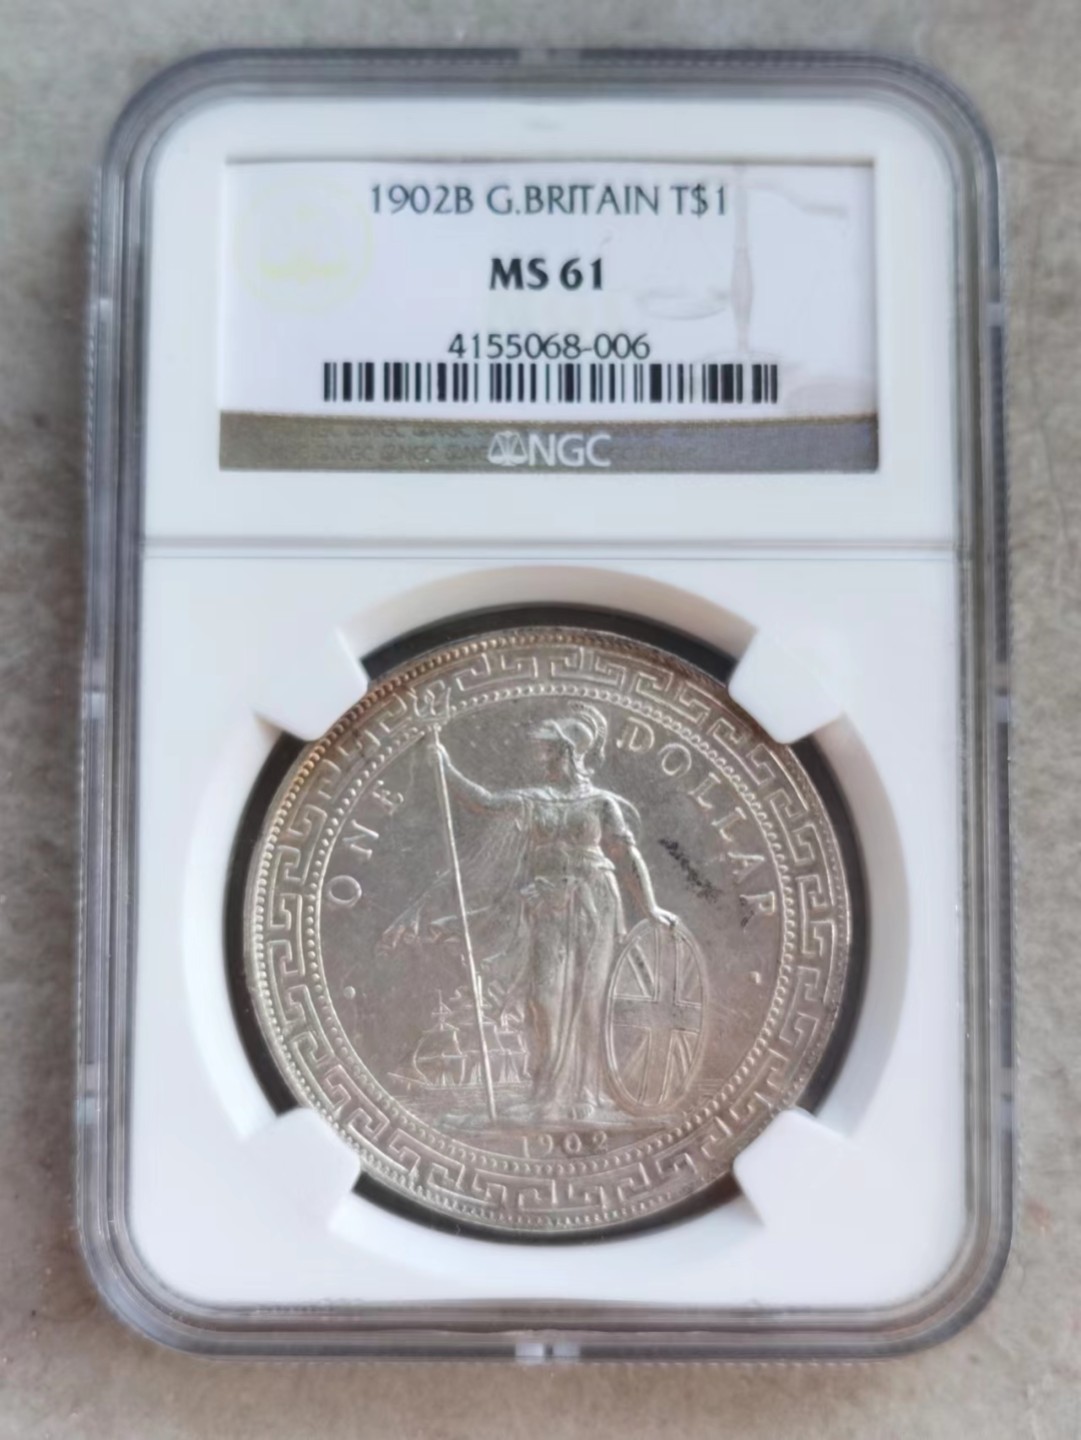 1902B G.BRITAIN T$1
MS 61
4155068-006
NGC
ONE DOLLAR
1902